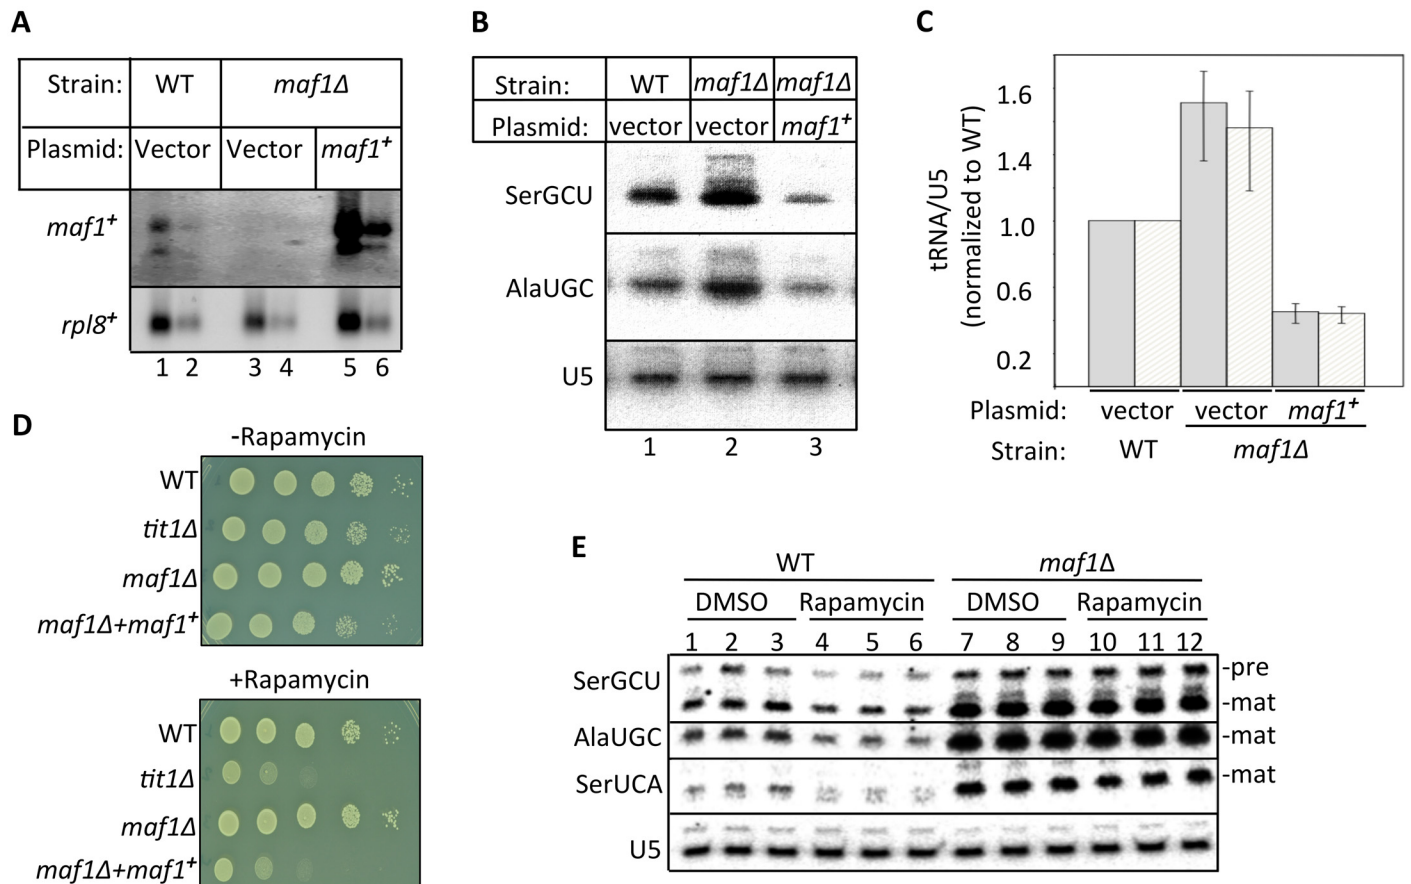 A
Strain: WT maf1Δ
Plasmid: Vector Vector maf1+
maf1+
rpl8+
1 2 3 4 5 6
B
Strain: WT maf1Δ maf1Δ
Plasmid: vector vector maf1+
SerGCU
AlaUGC
U5
1 2 3
C
tRNA/U5
(normalized to WT)
1.6
1.4
1.0
0.6
0.2
Plasmid: vector vector maf1+
Strain: WT maf1Δ
D
-Rapamycin
WT
tit1Δ
maf1Δ
maf1Δ+maf1+
+Rapamycin
WT
tit1Δ
maf1Δ
maf1Δ+maf1+
E
WT maf1Δ
DMSO Rapamycin DMSO Rapamycin
1 2 3 4 5 6 7 8 9 10 11 12
SerGCU -pre
-mat
AlaUGC -mat
SerUCA -mat
U5